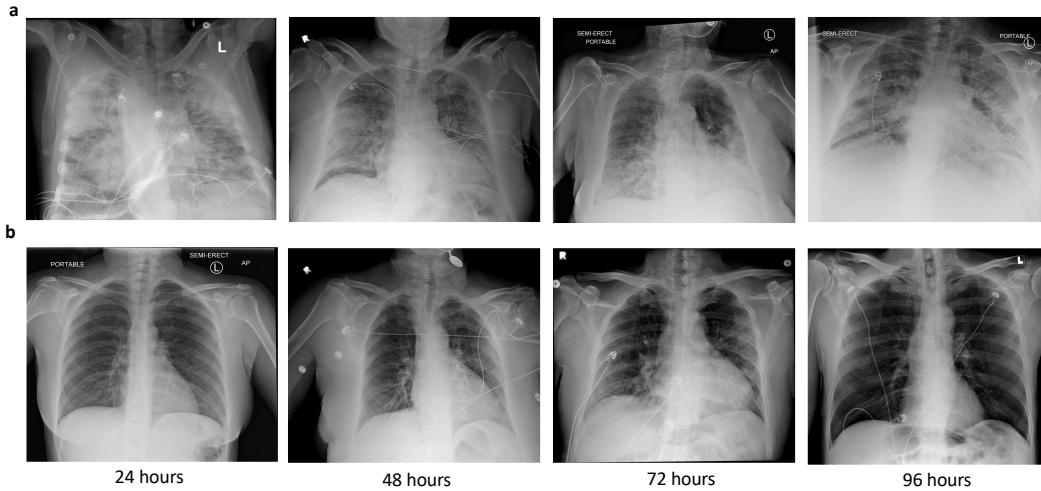 a
L
R
SEMI-ERECT
PORTABLE
L
AP
SEMI-ERECT
PORTABLE
L
AP
b
PORTABLE
SEMI-ERECT
L
AP
R
R
L
24 hours
48 hours
72 hours
96 hours